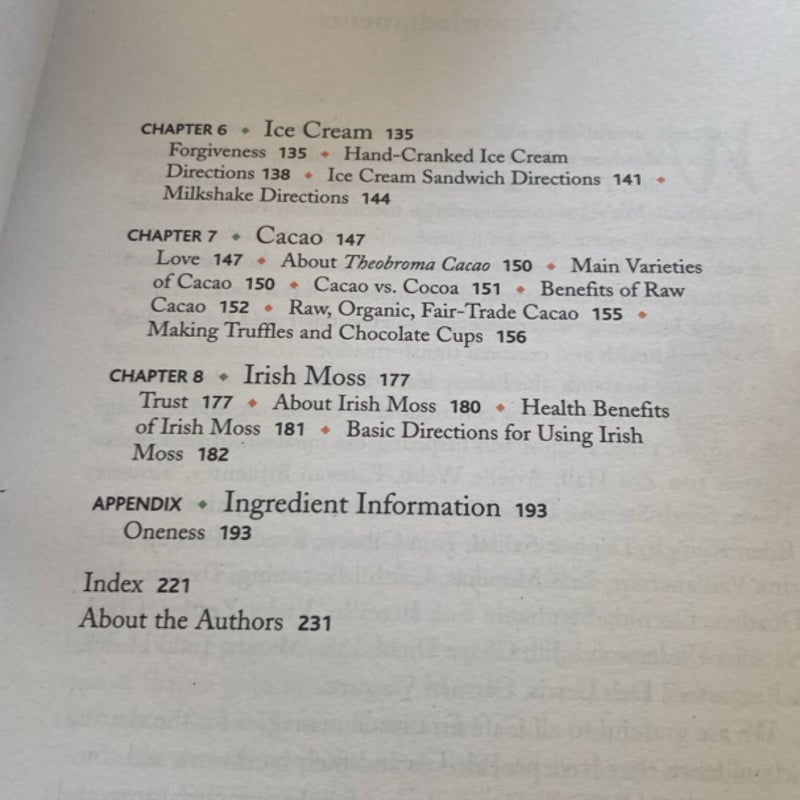 CHAPTER 6 ◆ Ice Cream 135
Forgiveness 135 ◆ Hand-Cranked Ice Cream
Directions 138 ◆ Ice Cream Sandwich Directions 141 ◆
Milkshake Directions 144
CHAPTER 7 ◆ Cacao 147
Love 147 ◆ About Theobroma Cacao 150 ◆ Main Varieties
of Cacao 150 ◆ Cacao vs. Cocoa 151 ◆ Benefits of Raw
Cacao 152 ◆ Raw, Organic, Fair-Trade Cacao 155 ◆
Making Truffles and Chocolate Cups 156
CHAPTER 8 ◆ Irish Moss 177
Trust 177 ◆ About Irish Moss 180 ◆ Health Benefits
of Irish Moss 181 ◆ Basic Directions for Using Irish
Moss 182
APPENDIX ◆ Ingredient Information 193
Oneness 193
Index 221
About the Authors 231